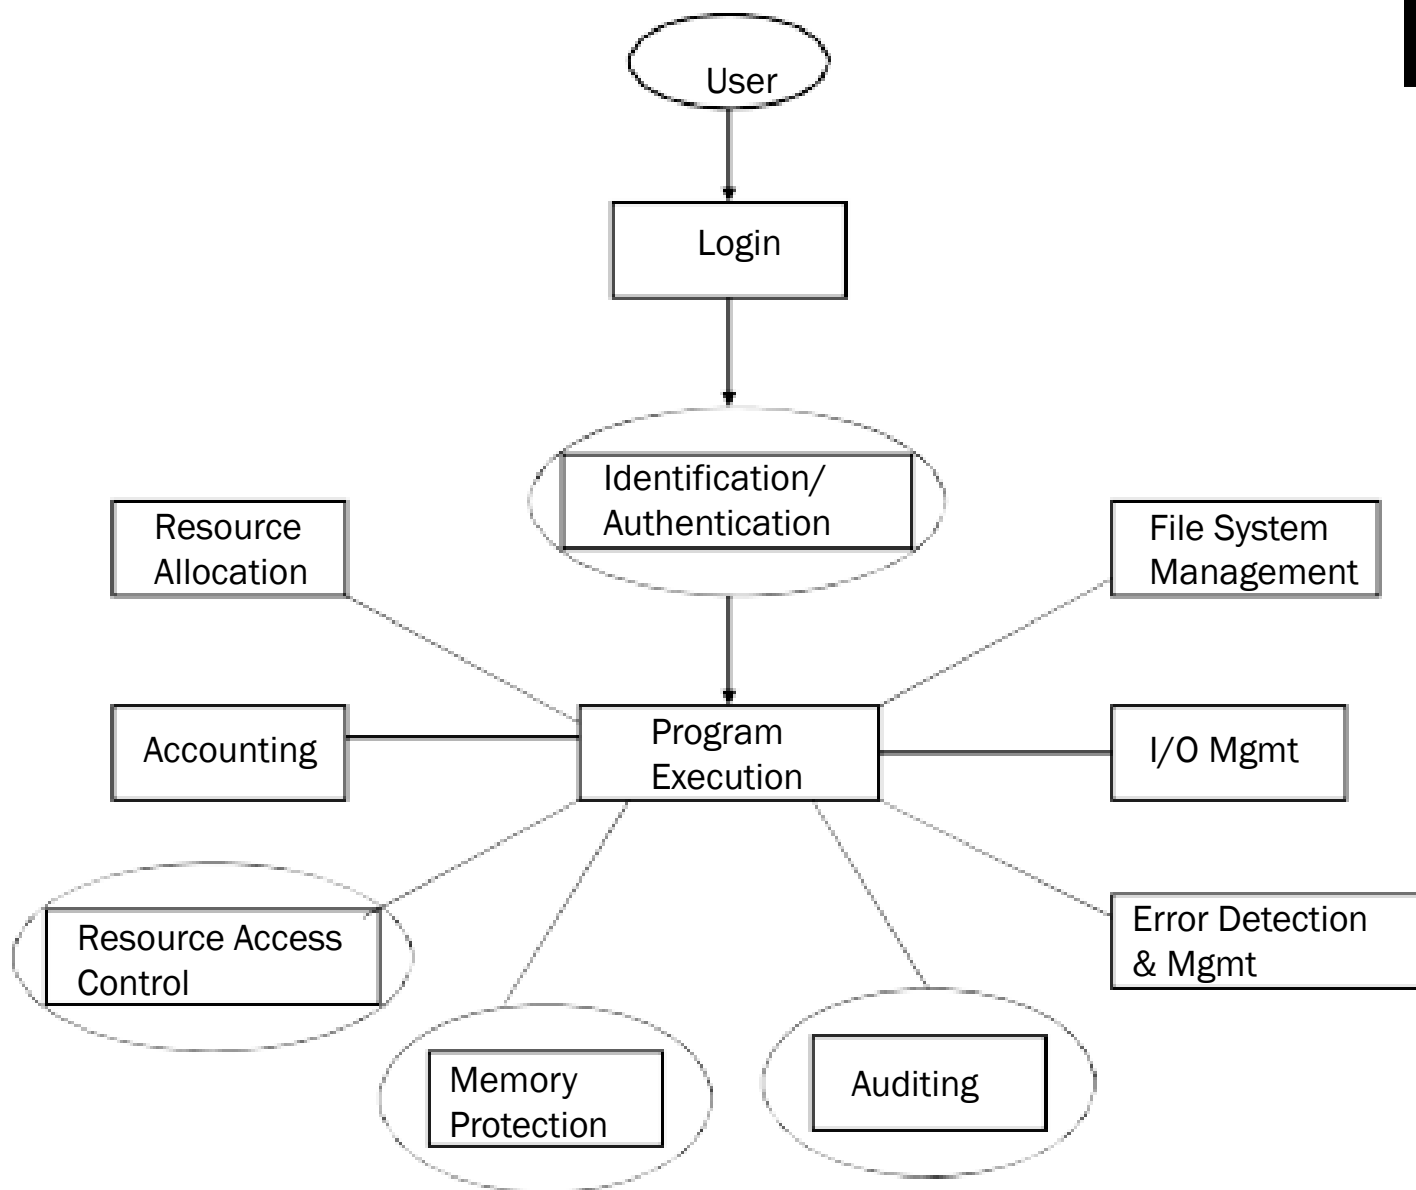 User
Login
Identification/
Authentication
Resource
Allocation
File System
Management
Accounting
Program
Execution
I/O Mgmt
Resource Access
Control
Error Detection
& Mgmt
Memory
Protection
Auditing